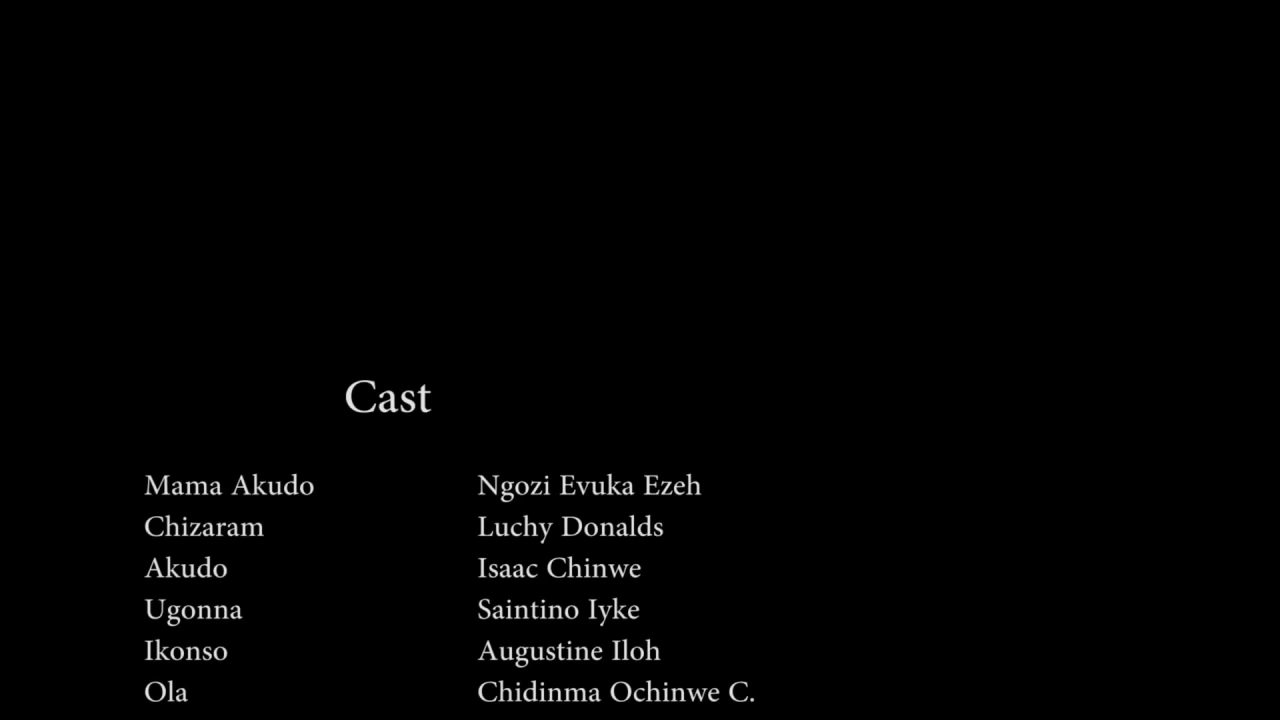 Cast
Mama Akudo Ngozi Evuka Ezeh
Chizaram Luchy Donalds
Akudo Isaac Chinwe
Ugonna Saintino Iyke
Ikonso Augustine Iloh
Ola Chidinma Ochinwe C.